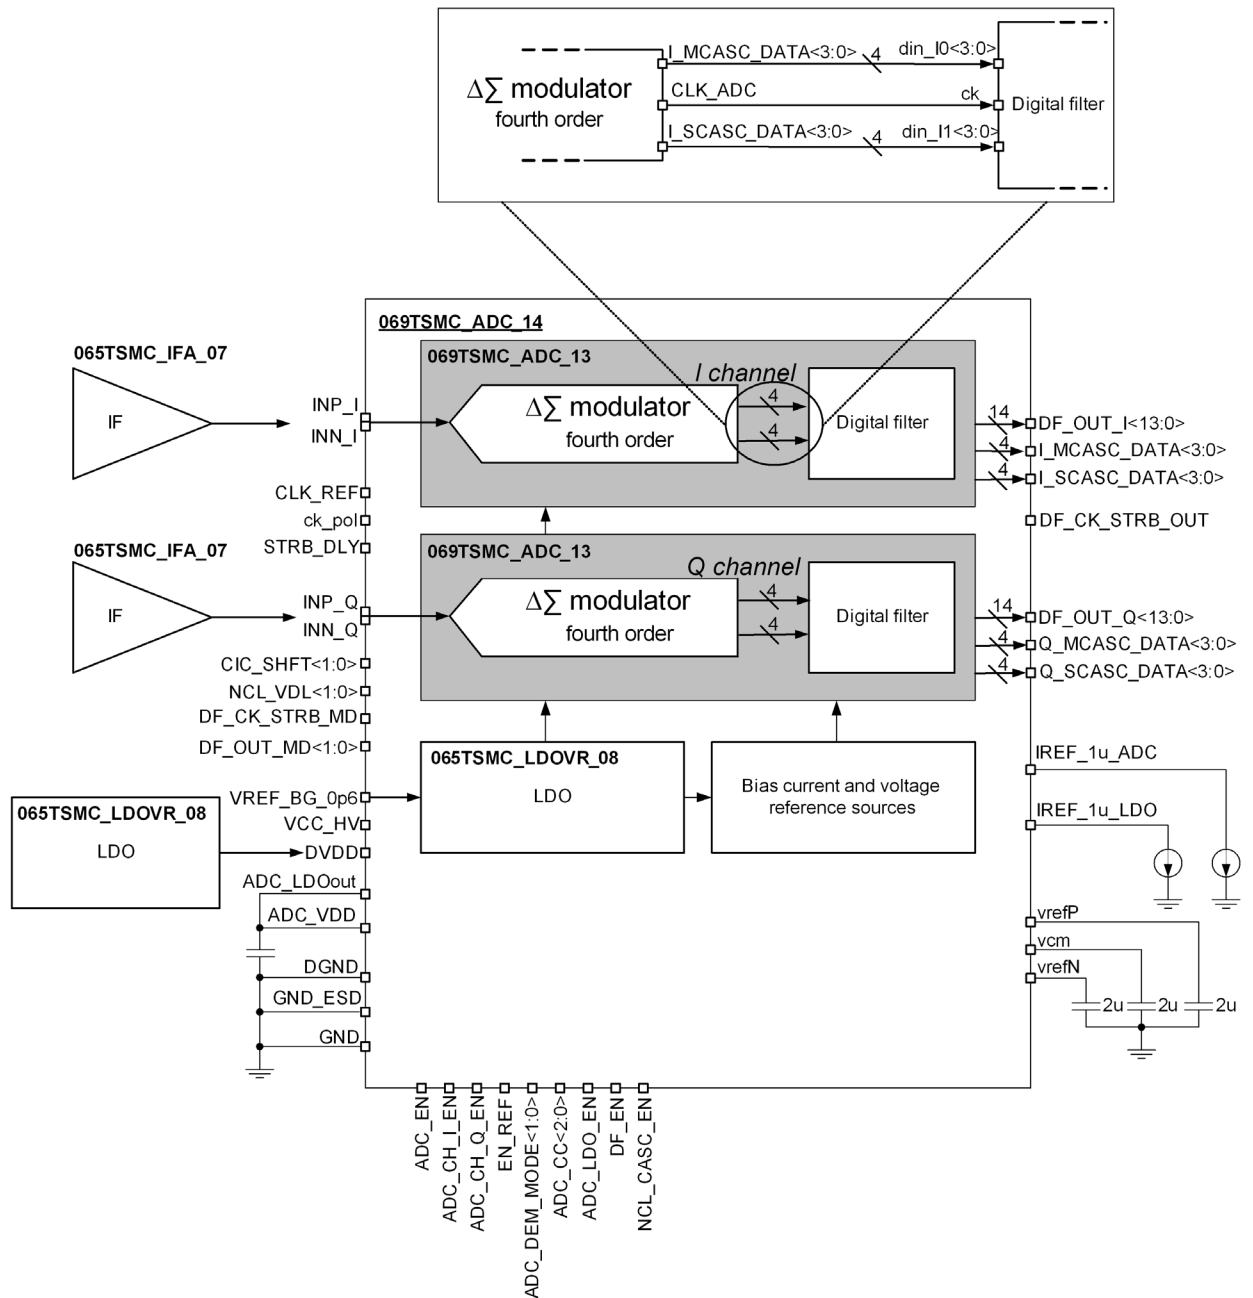 I_MCASC_DATA<3:0>
4
din_I0<3:0>
ΔΣ modulator
fourth order
CLK_ADC
ck
Digital filter
I_SCASC_DATA<3:0>
4
din_I1<3:0>
069TSMC_ADC_14
065TSMC_IFA_07
IF
INP_I
INN_I
069TSMC_ADC_13
I channel
ΔΣ modulator
fourth order
4
4
Digital filter
14
DF_OUT_I<13:0>
4
I_MCASC_DATA<3:0>
4
I_SCASC_DATA<3:0>
CLK_REF
ck_pol
STRB_DLY
DF_CK_STRB_OUT
065TSMC_IFA_07
IF
INP_Q
INN_Q
069TSMC_ADC_13
Q channel
ΔΣ modulator
fourth order
4
4
Digital filter
14
DF_OUT_Q<13:0>
4
Q_MCASC_DATA<3:0>
4
Q_SCASC_DATA<3:0>
CIC_SHFT<1:0>
NCL_VDL<1:0>
DF_CK_STRB_MD
DF_OUT_MD<1:0>
VREF_BG_0p6
VCC_HV
DVDD
065TSMC_LDOVR_08
LDO
065TSMC_LDOVR_08
LDO
Bias current and voltage
reference sources
IREF_1u_ADC
IREF_1u_LDO
ADC_LDOout
ADC_VDD
DGND
GND_ESD
GND
vrefP
vcm
vrefN
2u
2u
2u
ADC_EN
ADC_CH_I_EN
ADC_CH_Q_EN
EN_REF
ADC_DEM_MODE<1:0>
ADC_CC<2:0>
ADC_LDO_EN
DF_EN
NCL_CASC_EN